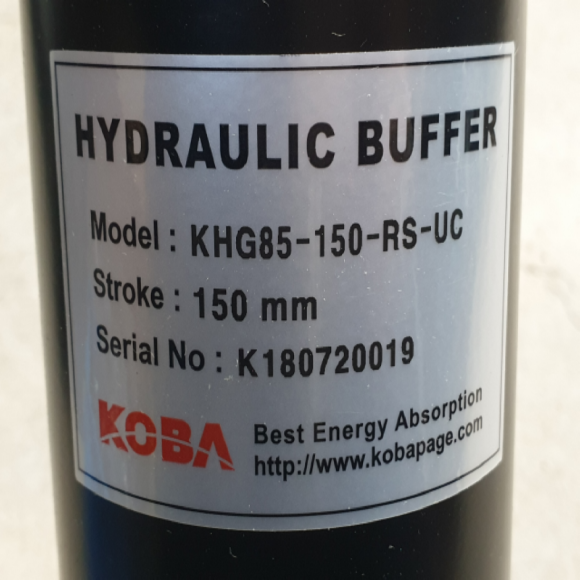 HYDRAULIC BUFFER
Model : KHG85-150-RS-UC
Stroke : 150 mm
Serial No : K180720019
KOBA
Best Energy Absorption
http://www.kobapage.com